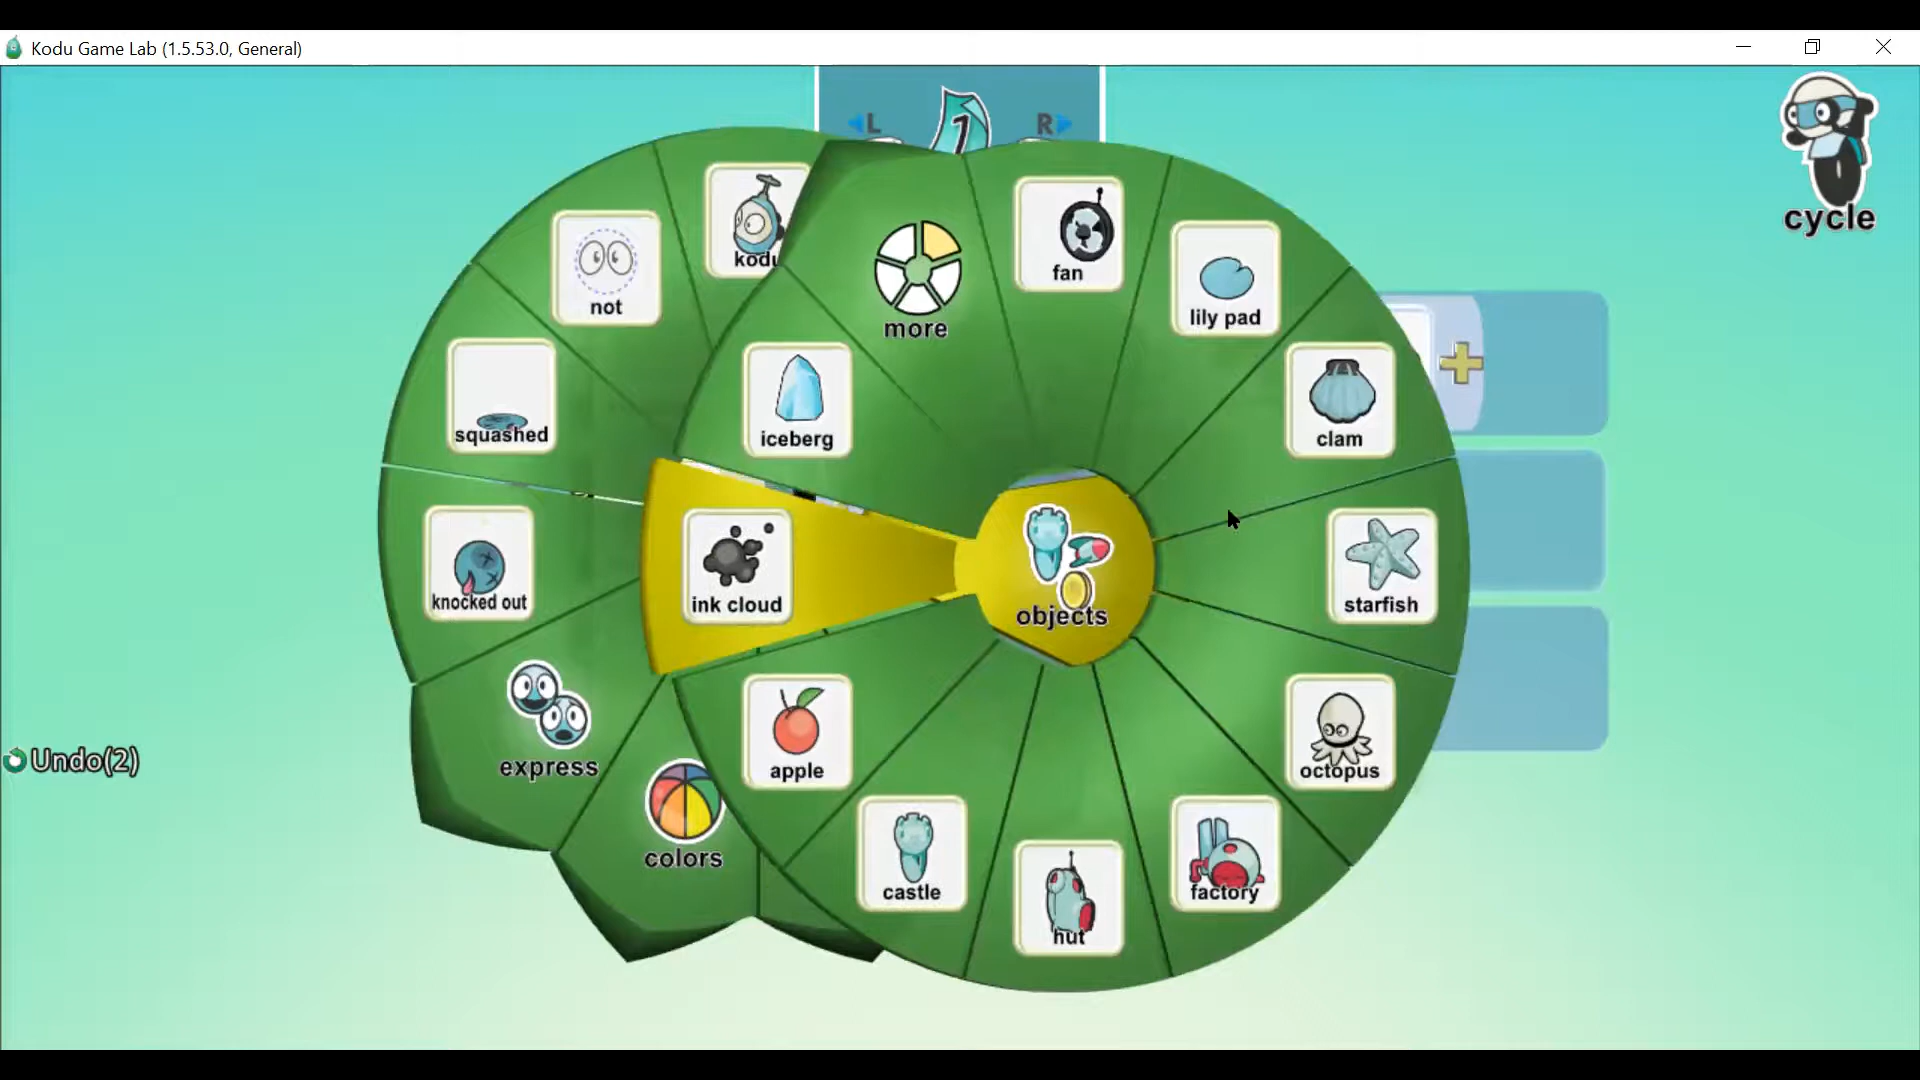 Kodu Game Lab (1.5.53.0, General)
L
1
R
cycle
kodu
not
squashed
knocked out
express
colors
more
fan
lily pad
clam
starfish
octopus
factory
hut
castle
apple
ink cloud
iceberg
objects
Undo(2)